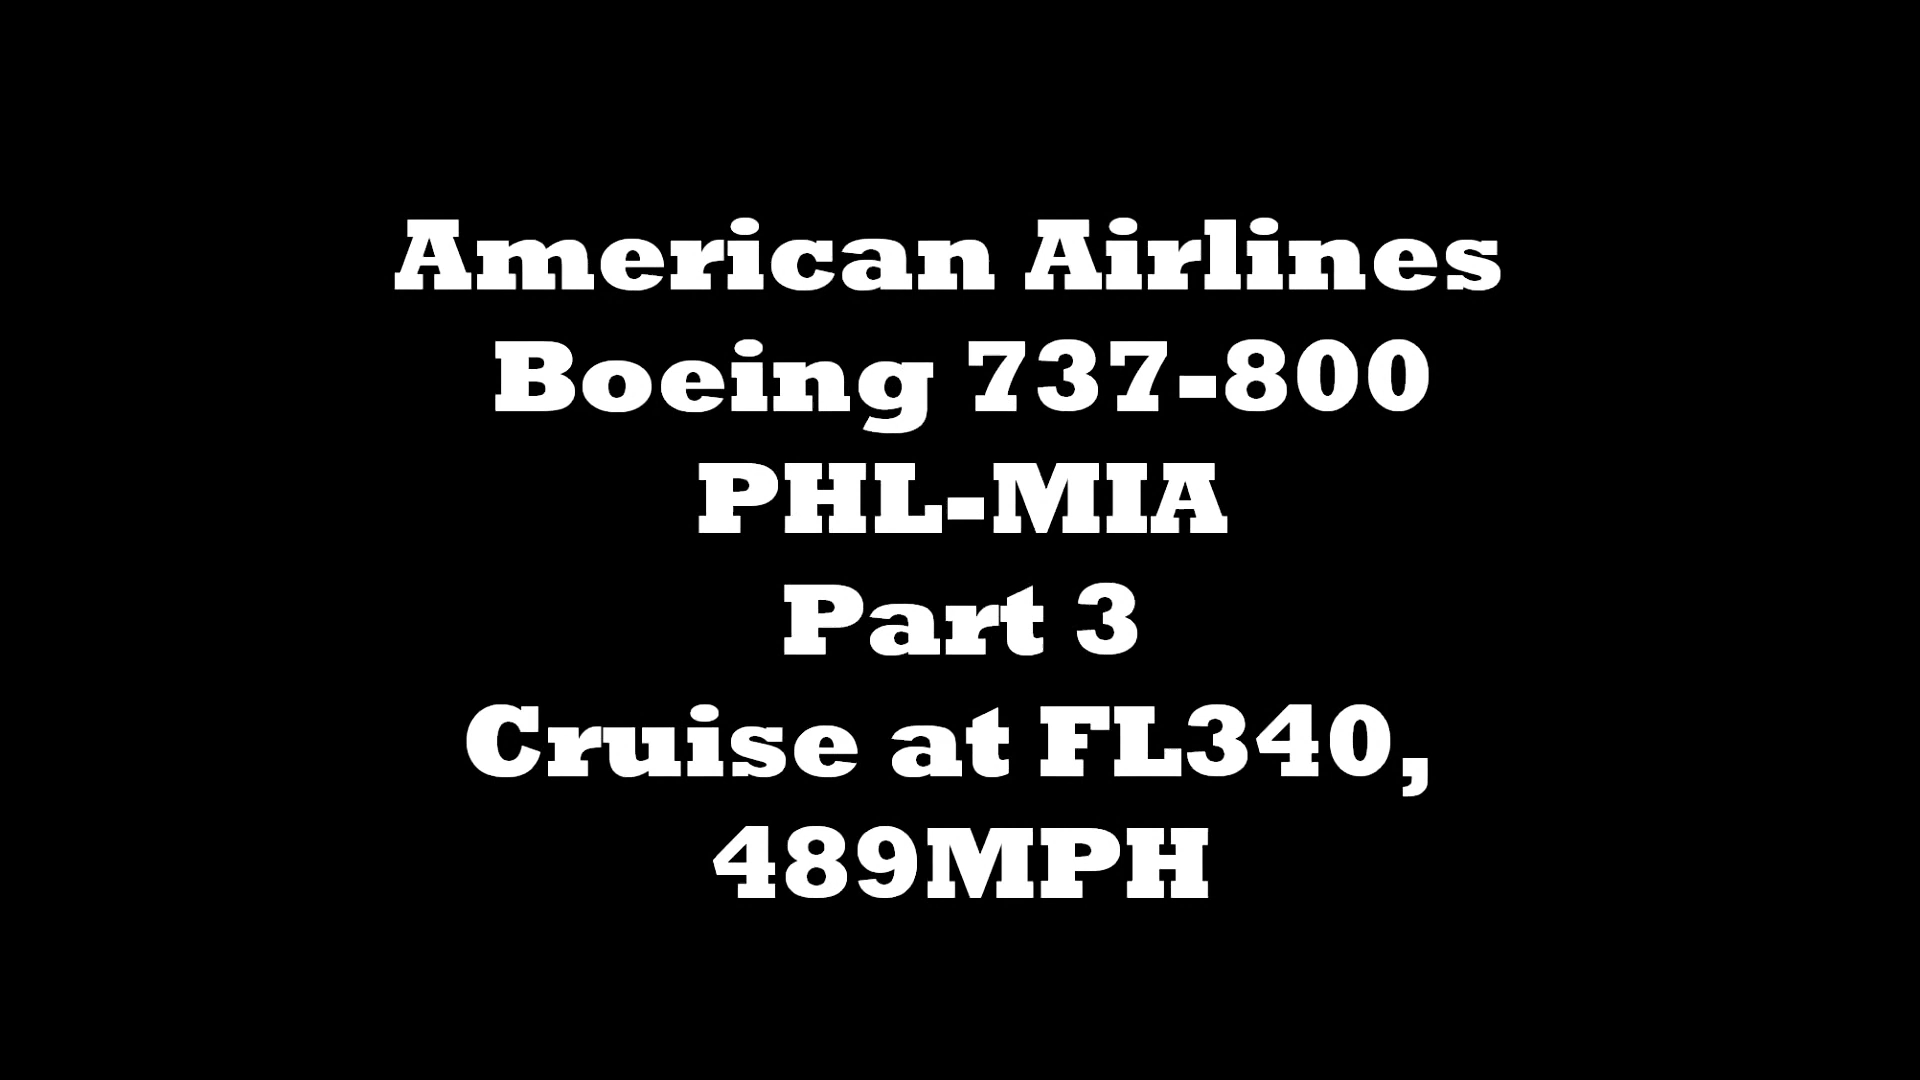 American Airlines
Boeing 737-800
PHL-MIA
Part 3
Cruise at FL340,
489MPH